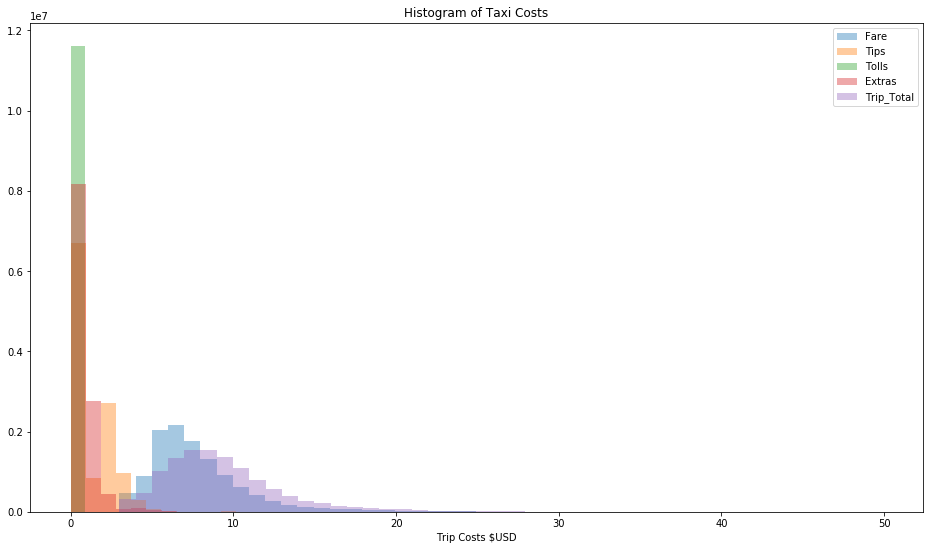 Histogram of Taxi Costs
1e7
1.2
1.0
0.8
0.6
0.4
0.2
0.0
Fare
Tips
Tolls
Extras
Trip_Total
0 10 20 30 40 50
Trip Costs $USD